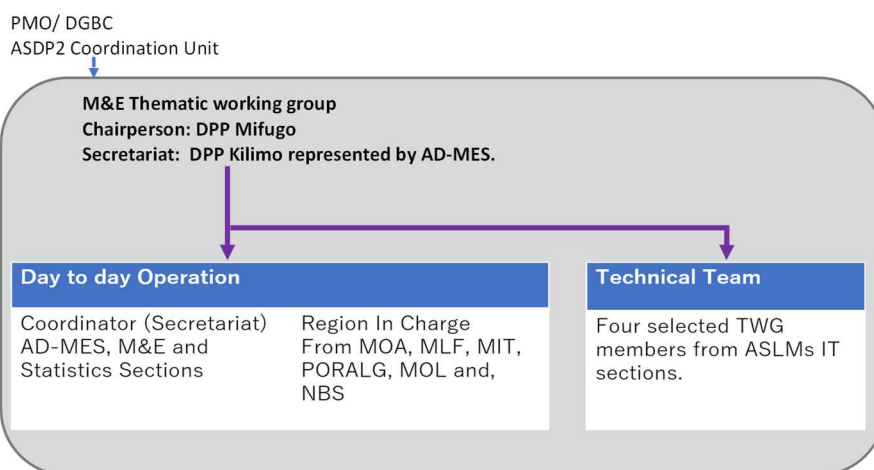 PMO/ DGBC
ASDP2 Coordination Unit
M&E Thematic working group
Chairperson: DPP Mifugo
Secretariat:  DPP Kilimo represented by AD-MES.
Day to day Operation
Coordinator (Secretariat)
AD-MES, M&E and
Statistics Sections
Region In Charge
From MOA, MLF, MIT,
PORALG, MOL and,
NBS
Technical Team
Four selected TWG
members from ASLMs IT
sections.